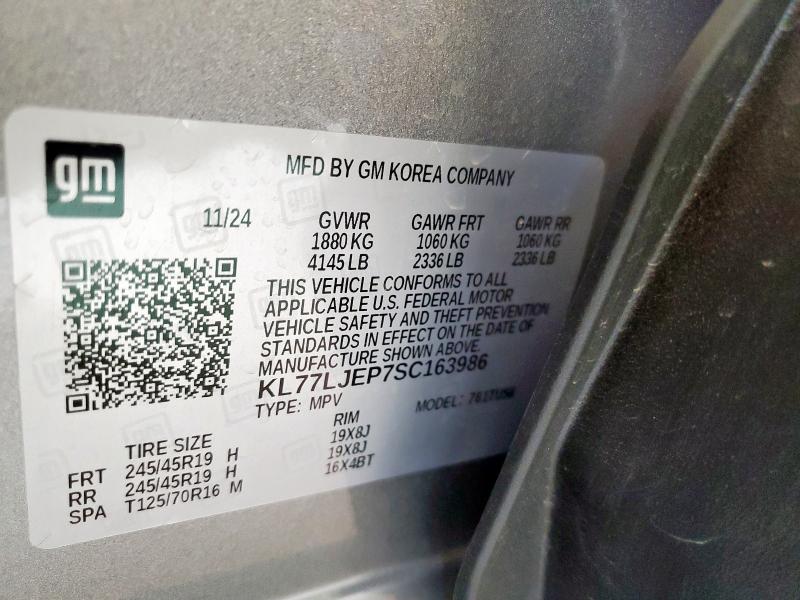 gm
MFD BY GM KOREA COMPANY
11/24 GVWR GAWR FRT GAWR RR
1880 KG 1060 KG 1060 KG
4145 LB 2336 LB 2336 LB
THIS VEHICLE CONFORMS TO ALL
APPLICABLE U.S. FEDERAL MOTOR
VEHICLE SAFETY AND THEFT PREVENTION
STANDARDS IN EFFECT ON THE DATE OF
MANUFACTURE SHOWN ABOVE.
KL77LJEP7SC163986
TYPE: MPV MODEL:
TIRE SIZE RIM
FRT 245/45R19 H 19X8J
RR 245/45R19 H 19X8J
SPA T125/70R16 M 16X4BT